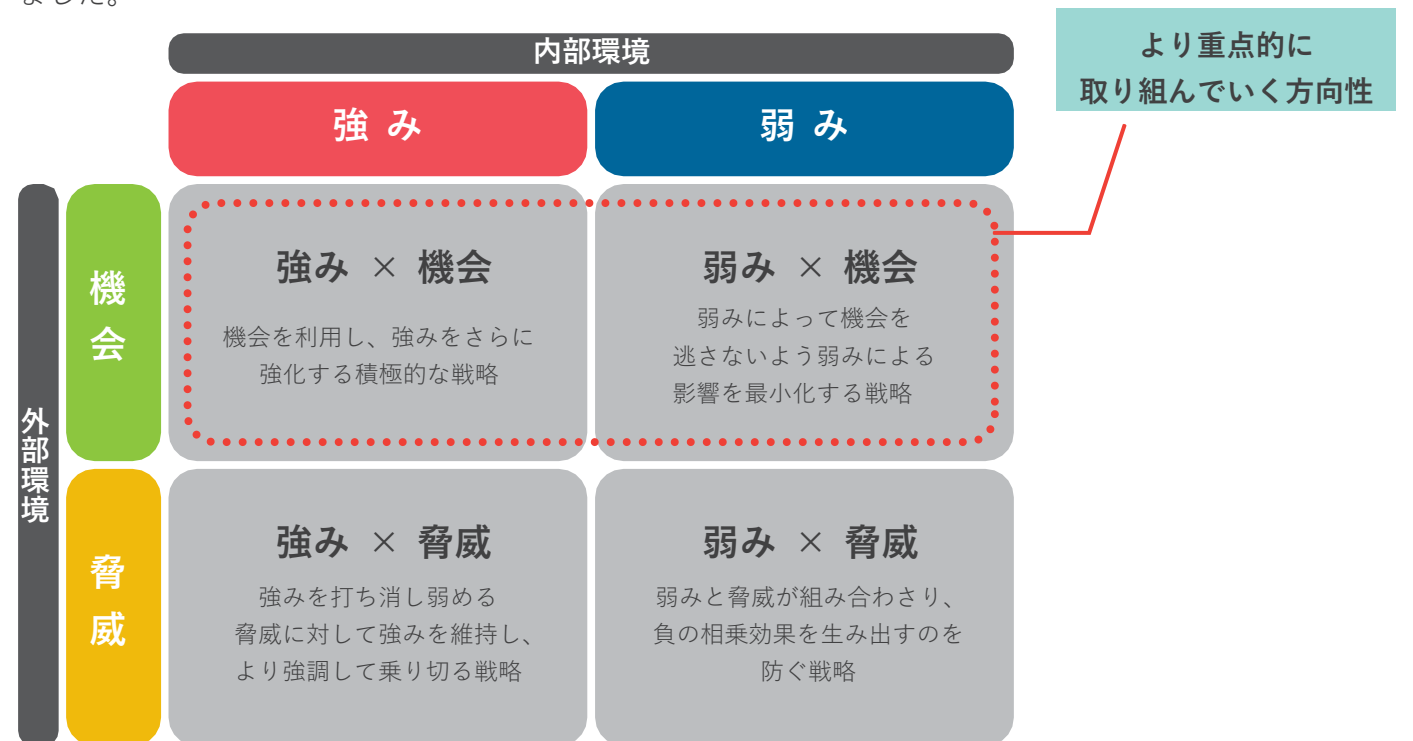 ました。
より重点的に
取り組んでいく方向性
内部環境
強 み
弱 み
外部環境
機会
強み × 機会
機会を利用し、強みをさらに
強化する積極的な戦略
弱み × 機会
弱みによって機会を
逃さないよう弱みによる
影響を最小化する戦略
脅威
強み × 脅威
強みを打ち消し弱める
脅威に対して強みを維持し、
より強調して乗り切る戦略
弱み × 脅威
弱みと脅威が組み合わさり、
負の相乗効果を生み出すのを
防ぐ戦略